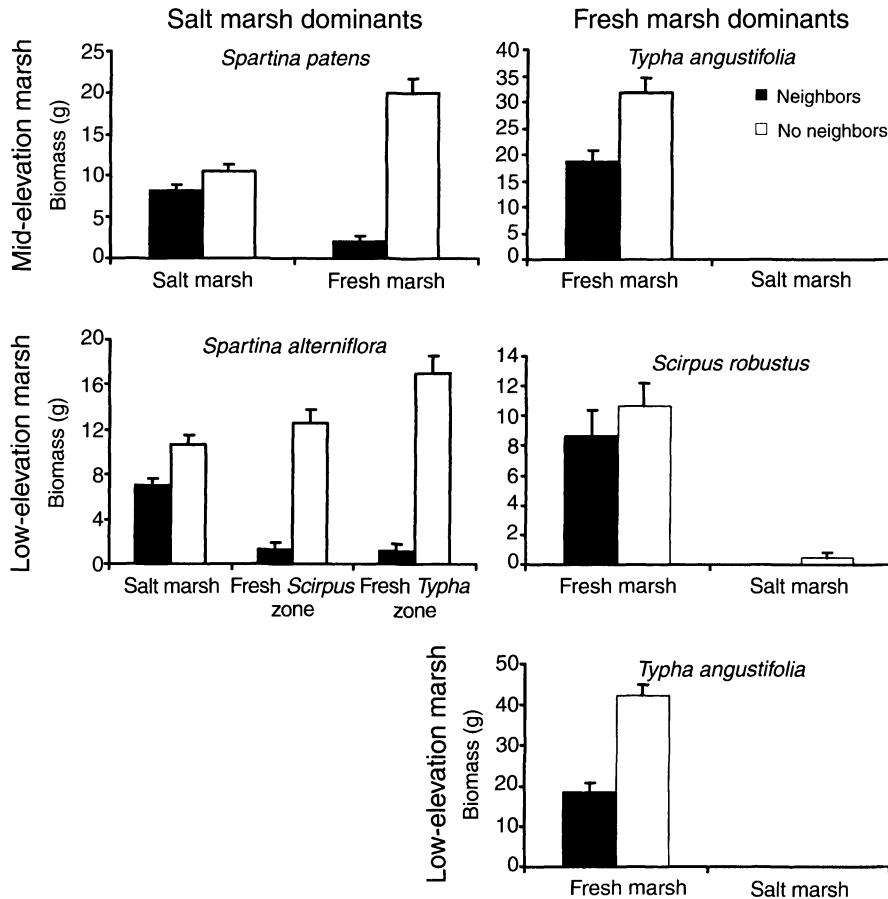 Salt marsh dominants
Fresh marsh dominants
Mid-elevation marsh
Biomass (g)
Spartina patens
25
20
15
10
5
0
Salt marsh
Fresh marsh
Typha angustifolia
40
35
30
25
20
15
10
5
0
Neighbors
No neighbors
Fresh marsh
Salt marsh
Low-elevation marsh
Biomass (g)
Spartina alterniflora
20
16
12
8
4
0
Salt marsh
Fresh Scirpus
zone
Fresh Typha
zone
Scirpus robustus
14
12
10
8
6
4
2
0
Fresh marsh
Salt marsh
Low-elevation marsh
Biomass (g)
Typha angustifolia
50
40
30
20
10
0
Fresh marsh
Salt marsh